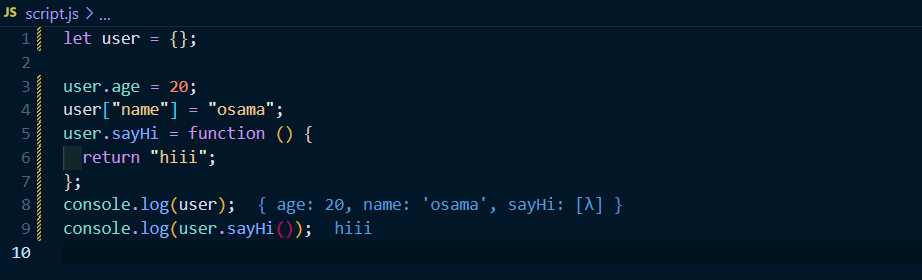 JS script.js > ...
1 let user = {};
2
3 user.age = 20;
4 user["name"] = "osama";
5 user.sayHi = function () {
6 return "hiii";
7 };
8 console.log(user); { age: 20, name: 'osama', sayHi: [λ] }
9 console.log(user.sayHi()); hiii
10